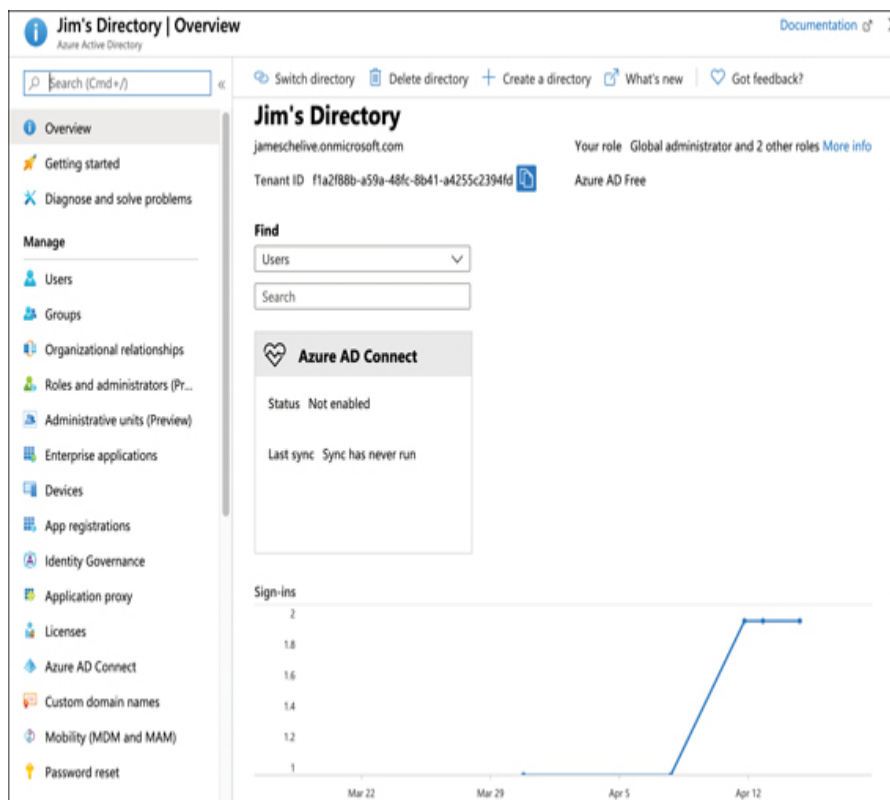 Jim's Directory | Overview
Azure Active Directory
Documentation
Search (Cmd+/)
«
Overview
Getting started
Diagnose and solve problems
Manage
Users
Groups
Organizational relationships
Roles and administrators (Pr...
Administrative units (Preview)
Enterprise applications
Devices
App registrations
Identity Governance
Application proxy
Licenses
Azure AD Connect
Custom domain names
Mobility (MDM and MAM)
Password reset
Switch directory Delete directory Create a directory What's new Got feedback?
Jim's Directory
jameschelive.onmicrosoft.com
Your role Global administrator and 2 other roles More info
Tenant ID f1a2f88b-a59a-48fc-8b41-a4255c2394fd
Azure AD Free
Find
Users
Search
Azure AD Connect
Status Not enabled
Last sync Sync has never run
Sign-ins
2
1.8
1.6
1.4
1.2
1
Mar 22 Mar 29 Apr 5 Apr 12